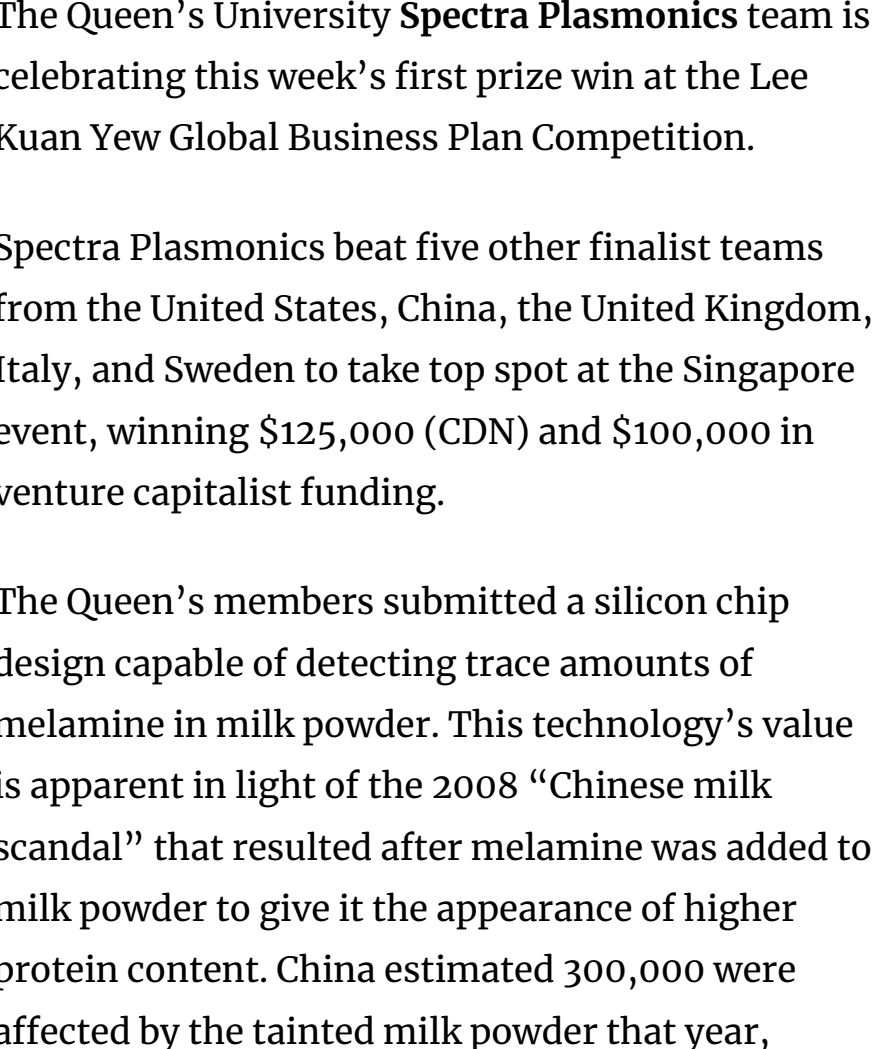 The Queen’s University Spectra Plasmonics team is
celebrating this week’s first prize win at the Lee
Kuan Yew Global Business Plan Competition.
Spectra Plasmonics beat five other finalist teams
from the United States, China, the United Kingdom,
Italy, and Sweden to take top spot at the Singapore
event, winning $125,000 (CDN) and $100,000 in
venture capitalist funding.
The Queen’s members submitted a silicon chip
design capable of detecting trace amounts of
melamine in milk powder. This technology’s value
is apparent in light of the 2008 “Chinese milk
scandal” that resulted after melamine was added to
milk powder to give it the appearance of higher
protein content. China estimated 300,000 were
affected by the tainted milk powder that year,